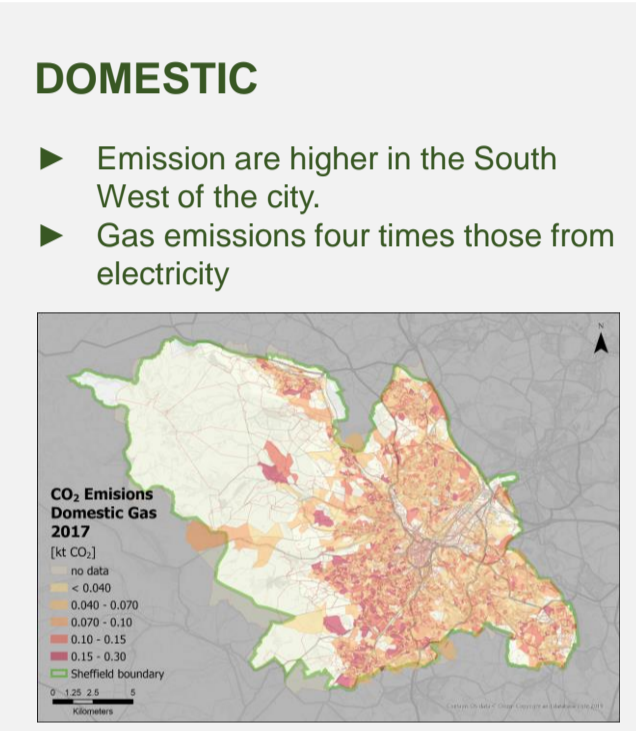 DOMESTIC
► Emission are higher in the South
West of the city.
► Gas emissions four times those from
electricity
N
CO₂ Emisions
Domestic Gas
2017
[kt CO₂]
no data
< 0.040
0.040 - 0.070
0.070 - 0.10
0.10 - 0.15
0.15 - 0.30
Sheffield boundary
0 1.25 2.5 5
Kilometers